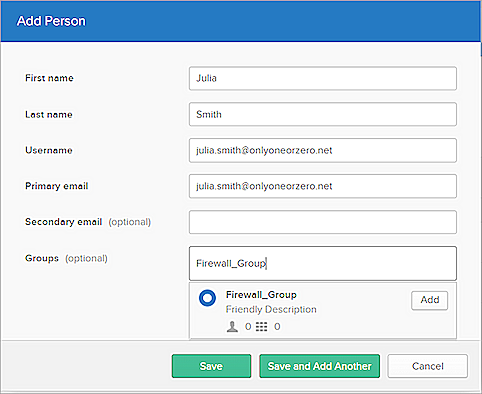 Add Person
First name Julia
Last name Smith
Username julia.smith@onlyoneorzero.net
Primary email julia.smith@onlyoneorzero.net
Secondary email (optional)
Groups (optional) Firewall_Group
Firewall_Group Add
Friendly Description
0 0
Save Save and Add Another Cancel